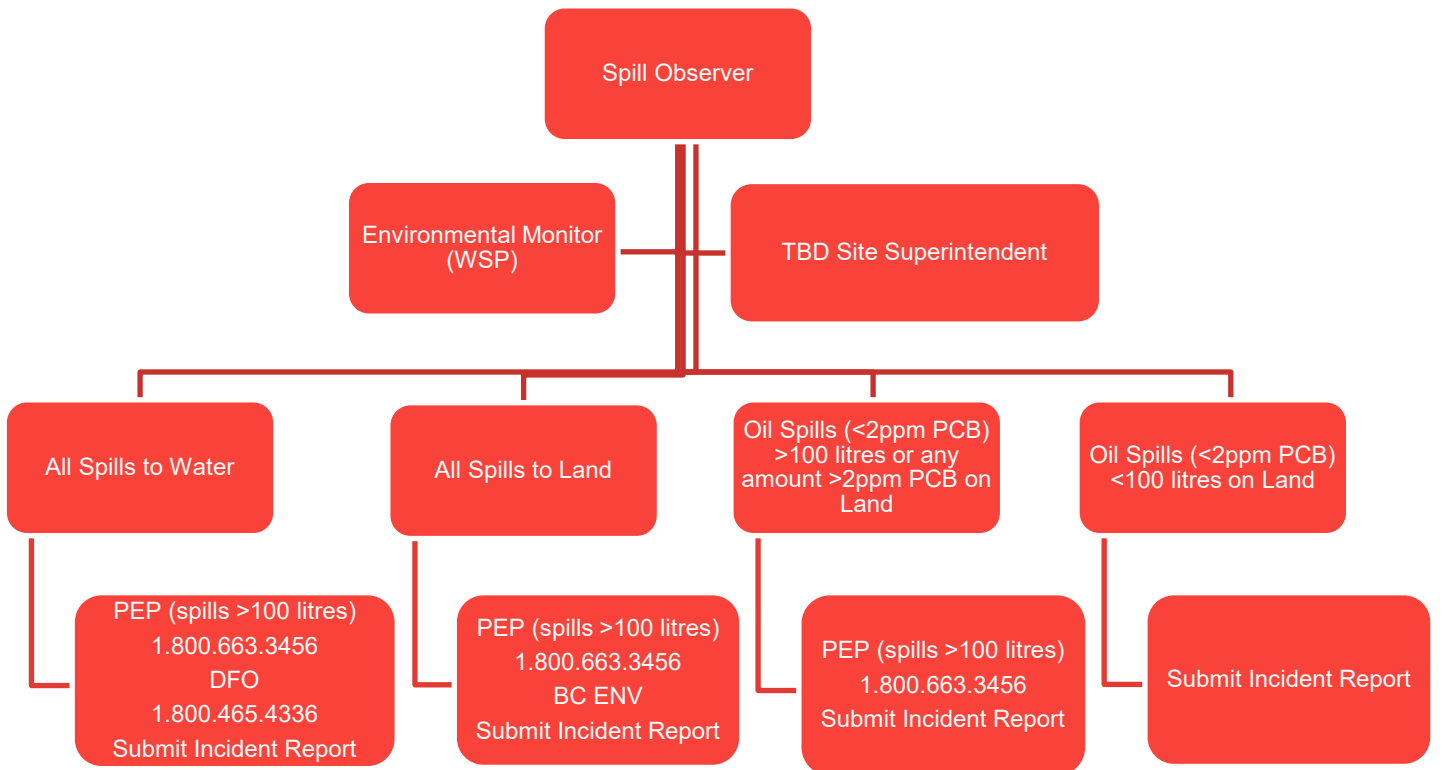 Spill Observer
Environmental Monitor
(WSP)
TBD Site Superintendent
All Spills to Water
All Spills to Land
Oil Spills (<2ppm PCB)
>100 litres or any
amount >2ppm PCB on
Land
Oil Spills (<2ppm PCB)
<100 litres on Land
PEP (spills >100 litres)
1.800.663.3456
DFO
1.800.465.4336
Submit Incident Report
PEP (spills >100 litres)
1.800.663.3456
BC ENV
Submit Incident Report
PEP (spills >100 litres)
1.800.663.3456
Submit Incident Report
Submit Incident Report